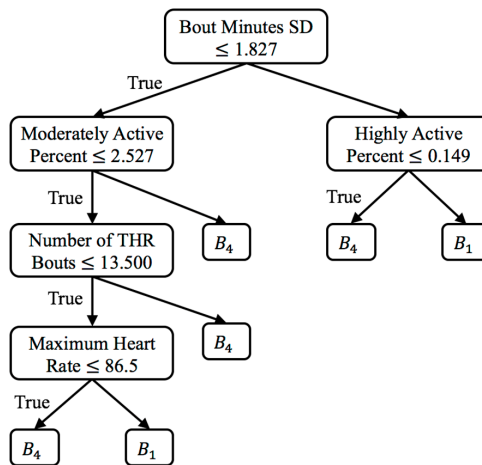 Bout Minutes SD
≤ 1.827
True
Moderately Active
Percent ≤ 2.527
Highly Active
Percent ≤ 0.149
True
True
Number of THR
Bouts ≤ 13.500
B₄
B₄
B₁
True
Maximum Heart
Rate ≤ 86.5
B₄
True
B₄
B₁